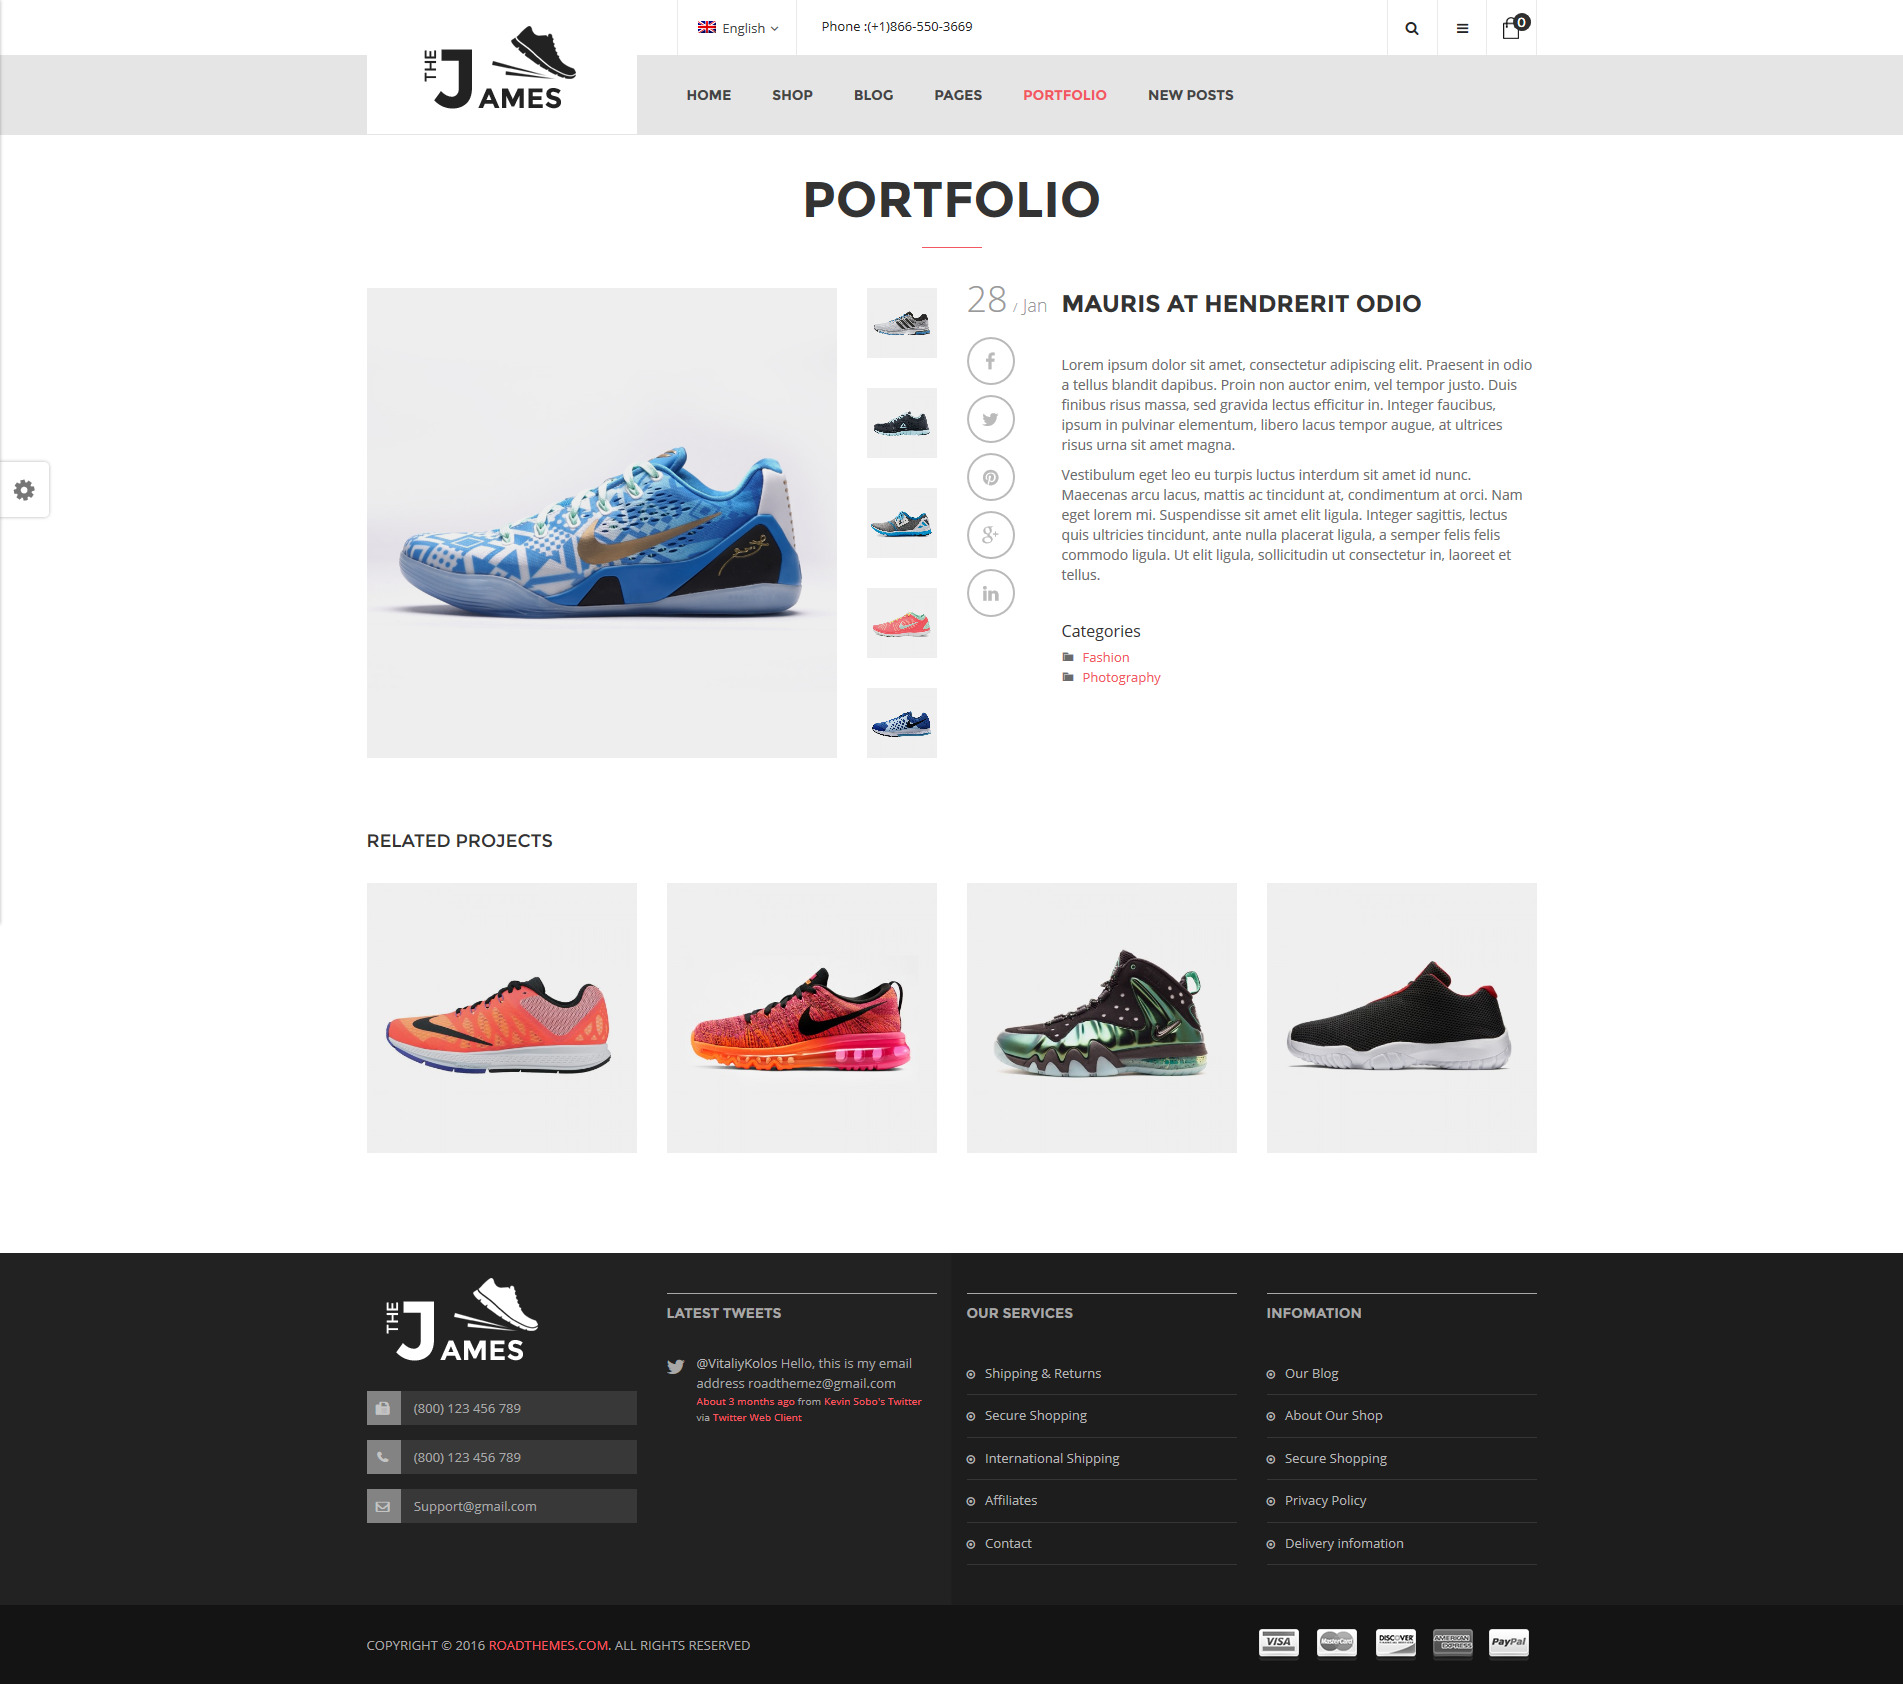 English
Phone :(+1)866-550-3669
0
THE JAMES
HOME SHOP BLOG PAGES PORTFOLIO NEW POSTS
PORTFOLIO
28 / Jan
MAURIS AT HENDRERIT ODIO
Lorem ipsum dolor sit amet, consectetur adipiscing elit. Praesent in odio
a tellus blandit dapibus. Proin non auctor enim, vel tempor justo. Duis
finibus risus massa, sed gravida lectus efficitur in. Integer faucibus,
ipsum in pulvinar elementum, libero lacus tempor augue, at ultrices
risus urna sit amet magna.
Vestibulum eget leo eu turpis luctus interdum sit amet id nunc.
Maecenas arcu lacus, mattis ac tincidunt at, condimentum at orci. Nam
eget lorem mi. Suspendisse sit amet elit ligula. Integer sagittis, lectus
quis ultricies tincidunt, ante nulla placerat ligula, a semper felis felis
commodo ligula. Ut elit ligula, sollicitudin ut consectetur in, laoreet et
tellus.
Categories
Fashion
Photography
RELATED PROJECTS
THE JAMES
(800) 123 456 789
(800) 123 456 789
Support@gmail.com
LATEST TWEETS
@VitaliyKolos Hello, this is my email
address roadthemez@gmail.com
About 3 months ago from Kevin Sobo's Twitter
via Twitter Web Client
OUR SERVICES
Shipping & Returns
Secure Shopping
International Shipping
Affiliates
Contact
INFOMATION
Our Blog
About Our Shop
Secure Shopping
Privacy Policy
Delivery infomation
COPYRIGHT © 2016 ROADTHEMES.COM. ALL RIGHTS RESERVED
VISA
MasterCard
DISCOVER
AMERICAN EXPRESS
PayPal